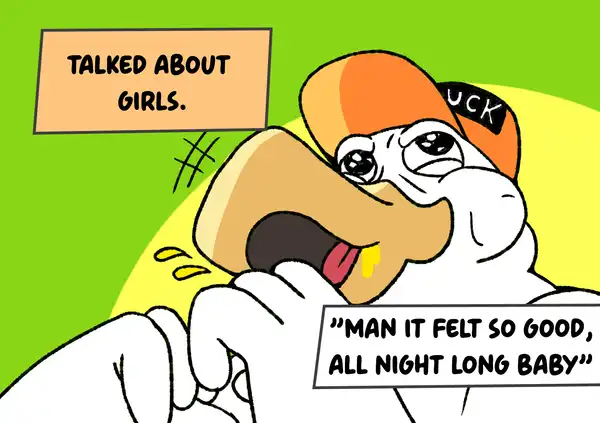 TALKED ABOUT
GIRLS.
UCK
"MAN IT FELT SO GOOD,
ALL NIGHT LONG BABY"